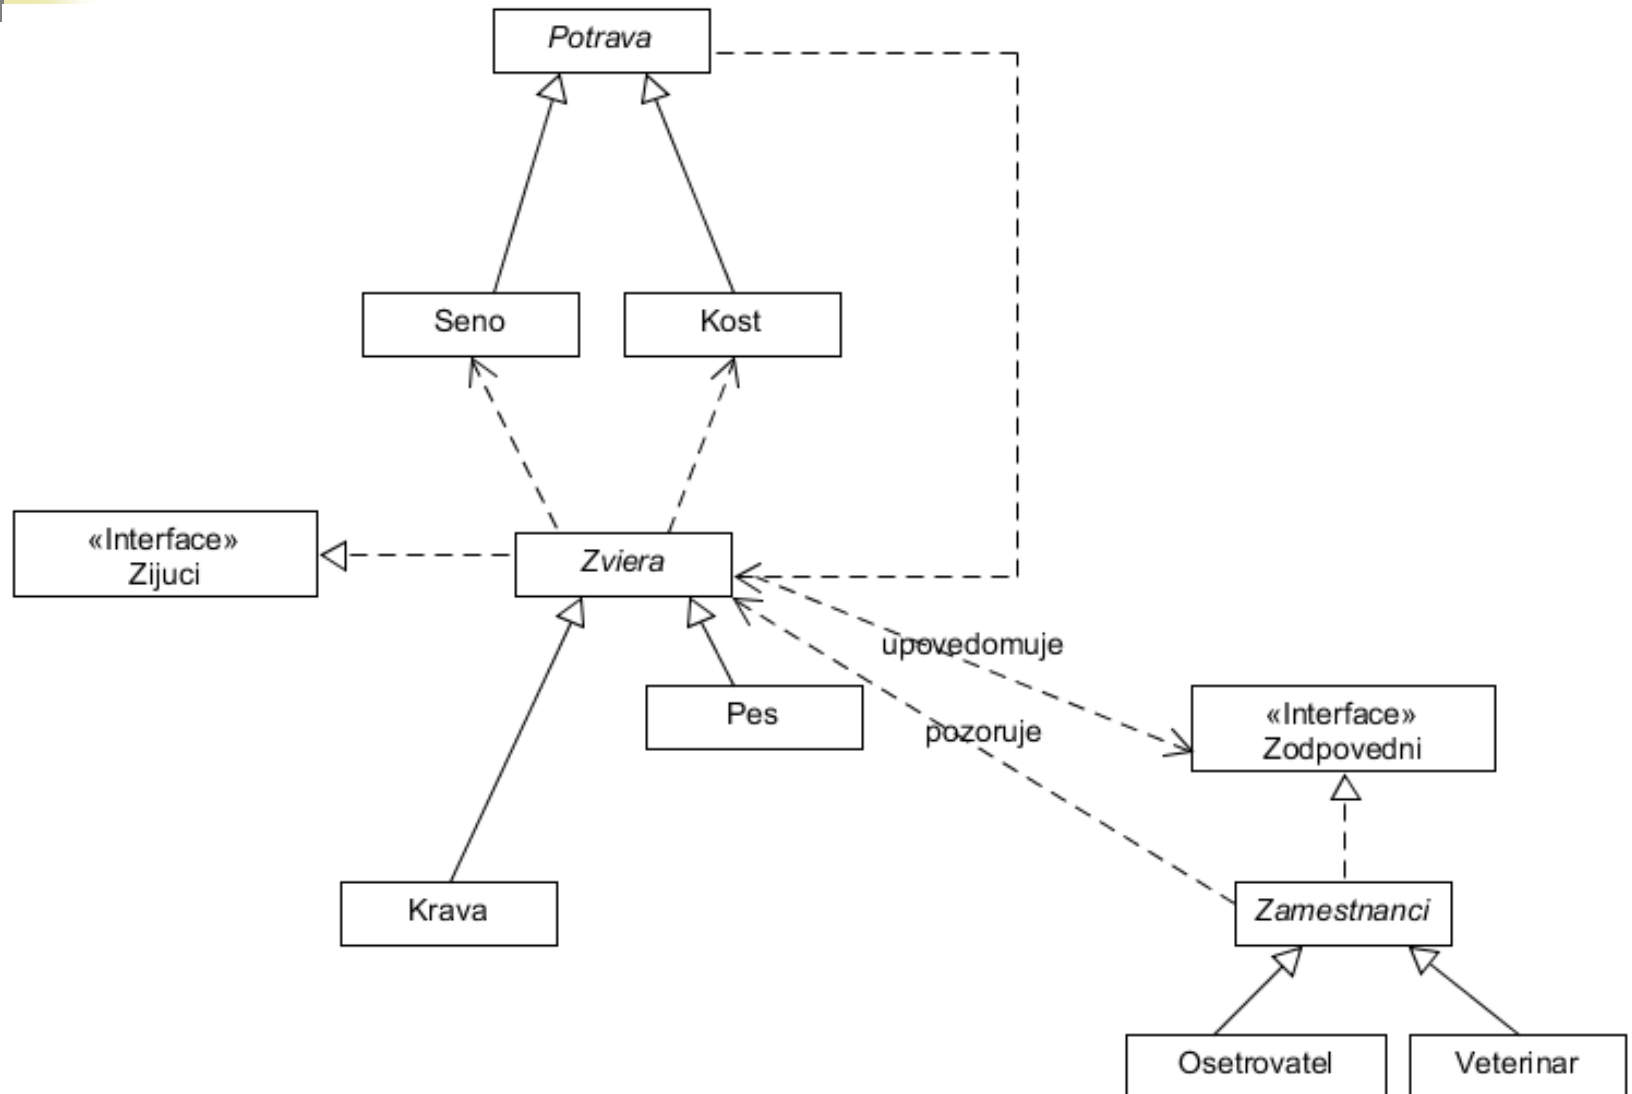 Potrava
Seno
Kost
«Interface»
Zijuci
Zviera
upovedomuje
Pes
pozoruje
«Interface»
Zodpovedni
Krava
Zamestnanci
Osetrovatel
Veterinar